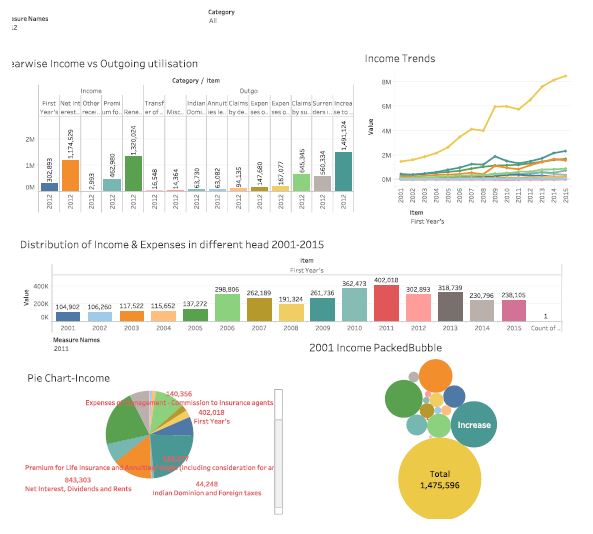 Category
asure Names
All
12
earwise Income vs Outgoing utilisation
Income Trends
Category / Item
Income
Outgo
First Year's
Net Int erest...
Other recei...
Premi um fo..
Rene..
Transf er of ..
Misc..
Indian Domi..
Annuit ies le..
Claims by de..
Expen ses o..
Expen ses o..
Claims by su..
Surren ders i..
Increa se to ..
2M
1M
0M
302,893
1,174,629
2,993
462,980
1,320,024
16,548
14,364
63,730
63,082
94,135
147,680
167,077
645,345
560,334
1,491,124
2012 2012 2012 2012 2012 2012 2012 2012 2012 2012 2012 2012 2012 2012 2012
Value
8M
6M
4M
2M
0M
2001 2002 2003 2004 2005 2006 2007 2008 2009 2010 2011 2012 2013 2014 2015
Item
First Year's
Distribution of Income & Expenses in different head 2001-2015
Item
First Year's
Value
400K
200K
0K
104,902 106,260 117,522 115,652 137,272 298,806 262,189 191,324 261,736 362,473 402,018 302,893 318,739 230,796 238,105 1
2001 2002 2003 2004 2005 2006 2007 2008 2009 2010 2011 2012 2013 2014 2015 Count of ..
Measure Names
2011
2001 Income PackedBubble
Pie Chart-Income
140,356
Expenses of Management - Commission to Insurance agents
402,018
First Year's
Premium for Life Insurance and Annuities (including consideration for ar
843,303
Net Interest, Dividends and Rents
44,248
Indian Dominion and Foreign taxes
Increase
Total
1,475,596